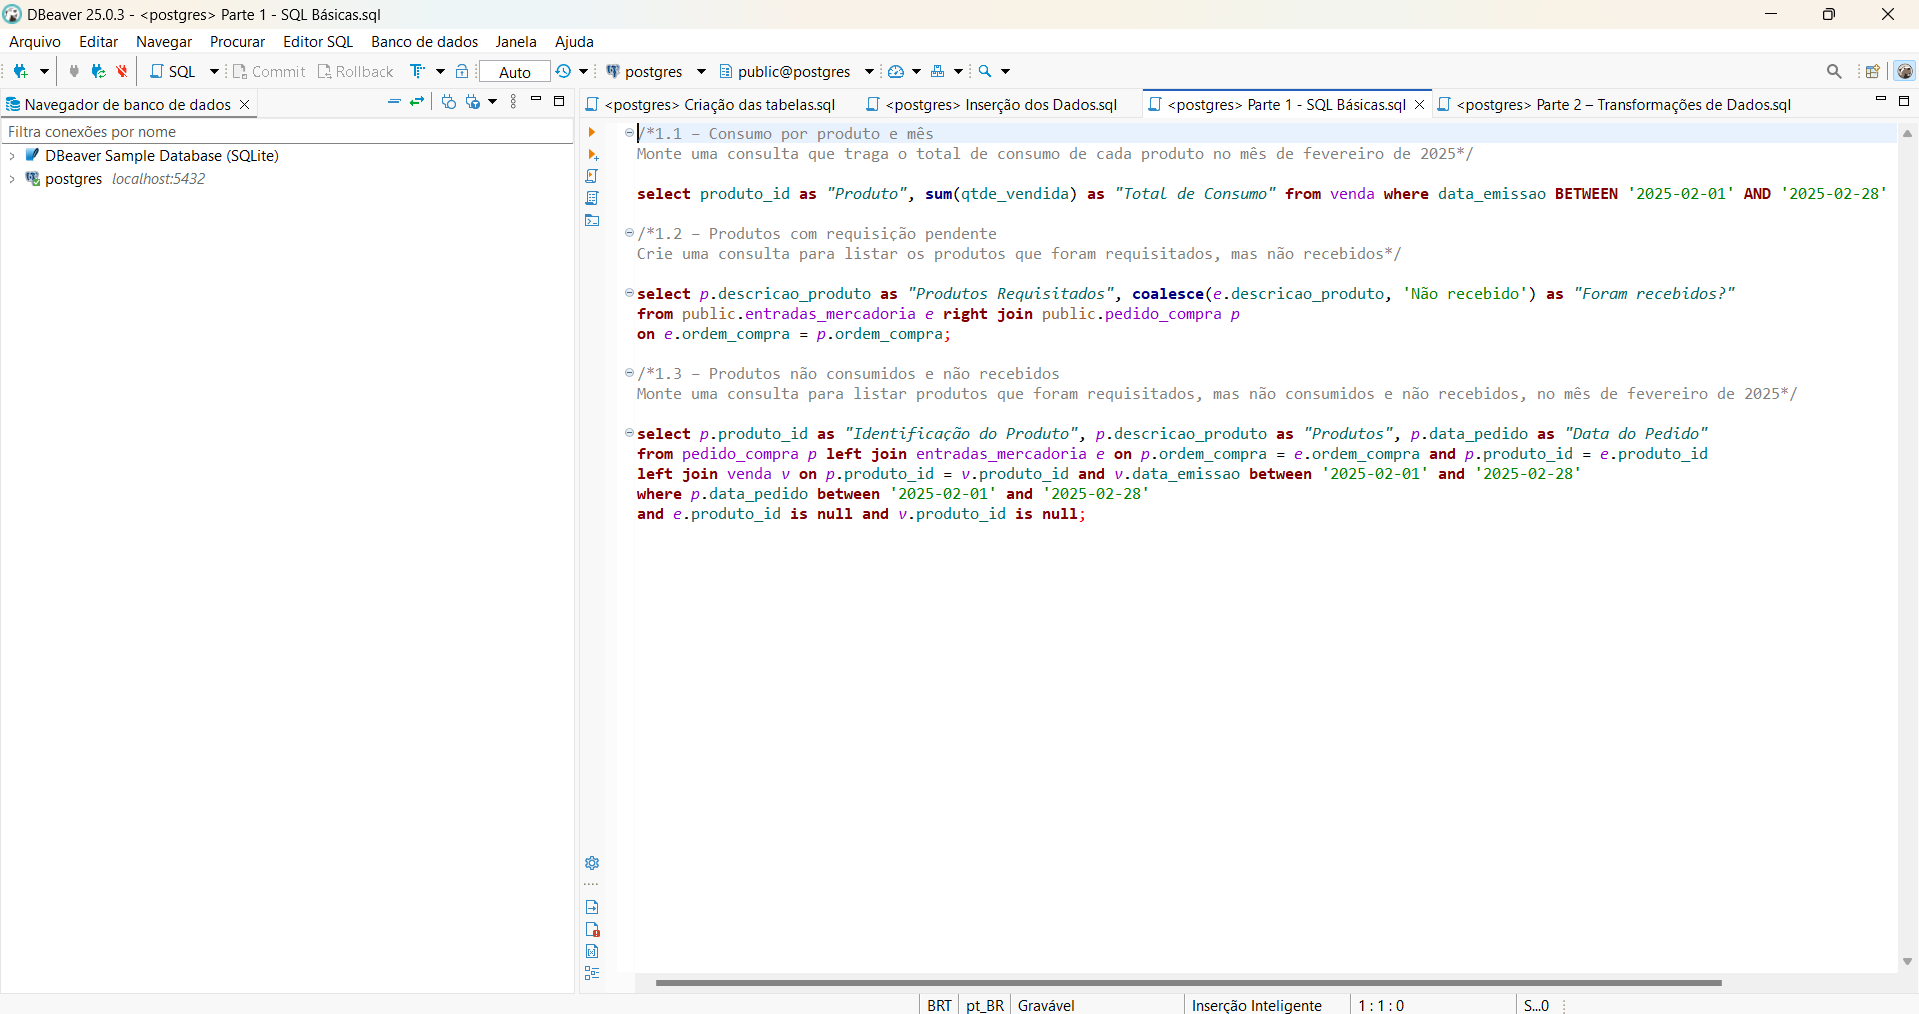 DBeaver 25.0.3 - <postgres> Parte 1 - SQL Básicas.sql
Arquivo Editar Navegar Procurar Editor SQL Banco de dados Janela Ajuda
SQL Commit Rollback Auto postgres public@postgres
Navegador de banco de dados
<postgres> Criação das tabelas.sql <postgres> Inserção dos Dados.sql <postgres> Parte 1 - SQL Básicas.sql <postgres> Parte 2 – Transformações de Dados.sql
Filtra conexões por nome
DBeaver Sample Database (SQLite)
postgres localhost:5432
/*1.1 – Consumo por produto e mês
Monte uma consulta que traga o total de consumo de cada produto no mês de fevereiro de 2025*/
select produto_id as "Produto", sum(qtde_vendida) as "Total de Consumo" from venda where data_emissao BETWEEN '2025-02-01' AND '2025-02-28'
/*1.2 – Produtos com requisição pendente
Crie uma consulta para listar os produtos que foram requisitados, mas não recebidos*/
select p.descricao_produto as "Produtos Requisitados", coalesce(e.descricao_produto, 'Não recebido') as "Foram recebidos?"
from public.entradas_mercadoria e right join public.pedido_compra p
on e.ordem_compra = p.ordem_compra;
/*1.3 – Produtos não consumidos e não recebidos
Monte uma consulta para listar produtos que foram requisitados, mas não consumidos e não recebidos, no mês de fevereiro de 2025*/
select p.produto_id as "Identificação do Produto", p.descricao_produto as "Produtos", p.data_pedido as "Data do Pedido"
from pedido_compra p left join entradas_mercadoria e on p.ordem_compra = e.ordem_compra and p.produto_id = e.produto_id
left join venda v on p.produto_id = v.produto_id and v.data_emissao between '2025-02-01' and '2025-02-28'
where p.data_pedido between '2025-02-01' and '2025-02-28'
and e.produto_id is null and v.produto_id is null;
BRT pt_BR Gravável Inserção Inteligente 1 : 1 : 0 S...0